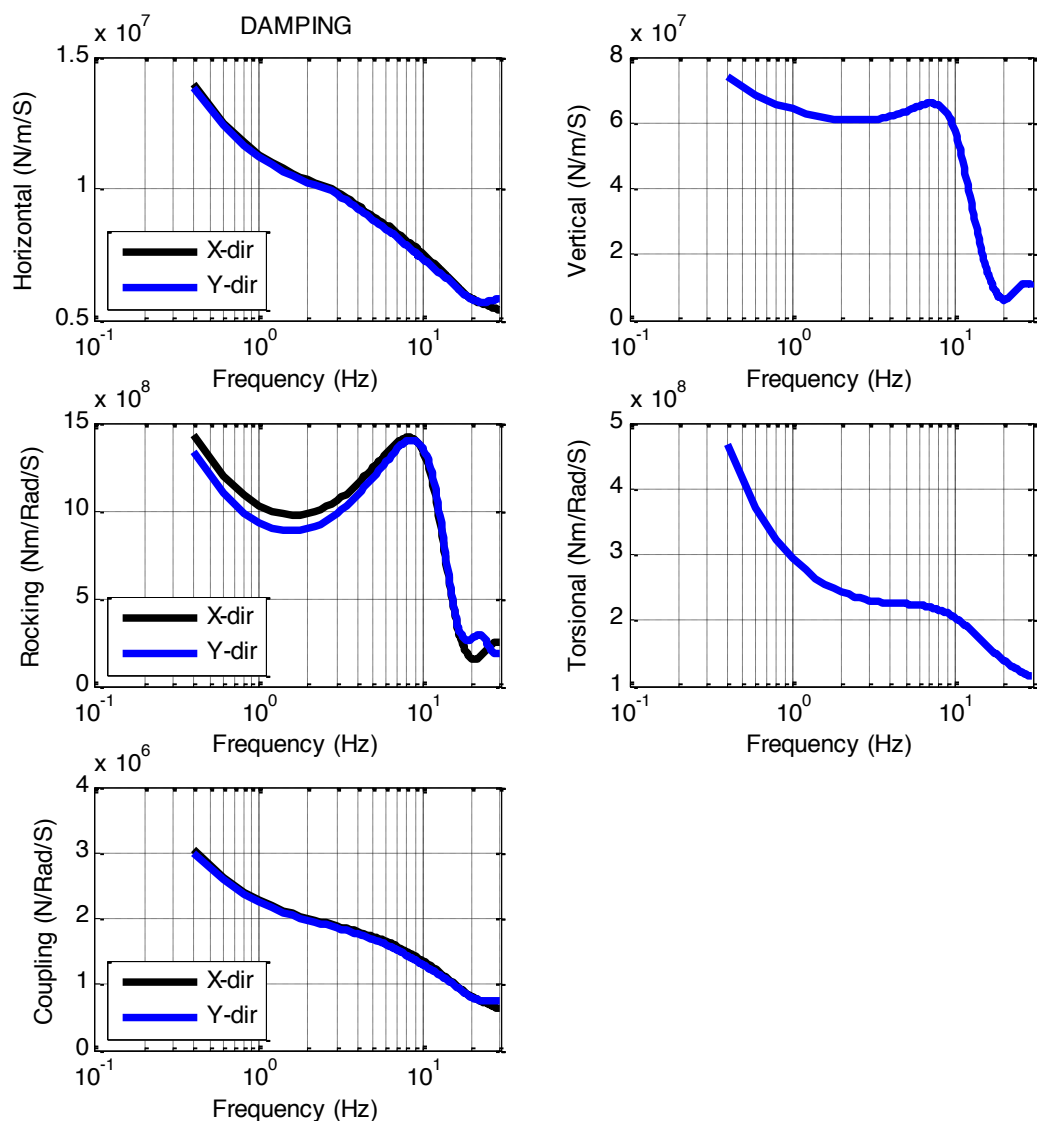 DAMPING
x 10^7
1.5
1
0.5
Horizontal (N/m/S)
X-dir
Y-dir
10^-1 10^0 10^1
Frequency (Hz)
x 10^7
8
6
4
2
0
Vertical (N/m/S)
10^-1 10^0 10^1
Frequency (Hz)
x 10^8
15
10
5
0
Rocking (Nm/Rad/S)
X-dir
Y-dir
10^-1 10^0 10^1
Frequency (Hz)
x 10^8
5
4
3
2
1
Torsional (Nm/Rad/S)
10^-1 10^0 10^1
Frequency (Hz)
x 10^6
4
3
2
1
0
Coupling (N/Rad/S)
X-dir
Y-dir
10^-1 10^0 10^1
Frequency (Hz)